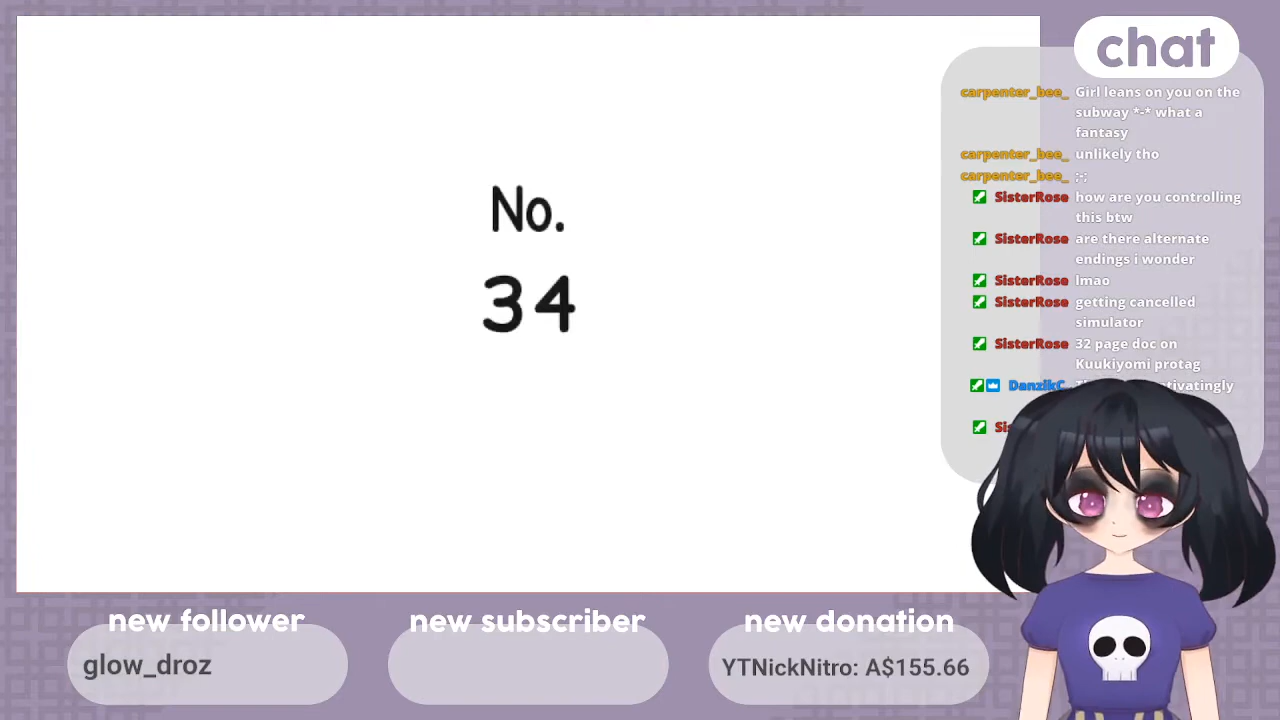 chat
No.
34
carpenter_bee_ Girl leans on you on the
subway *-* what a
fantasy
carpenter_bee_ unlikely tho
carpenter_bee_ ;-;
SisterRose how are you controlling
this btw
SisterRose are there alternate
endings i wonder
SisterRose lmao
SisterRose getting cancelled
simulator
SisterRose 32 page doc on
Kuukiyomi protag
new follower
glow_droz
new subscriber
new donation
YTNickNitro: A$155.66